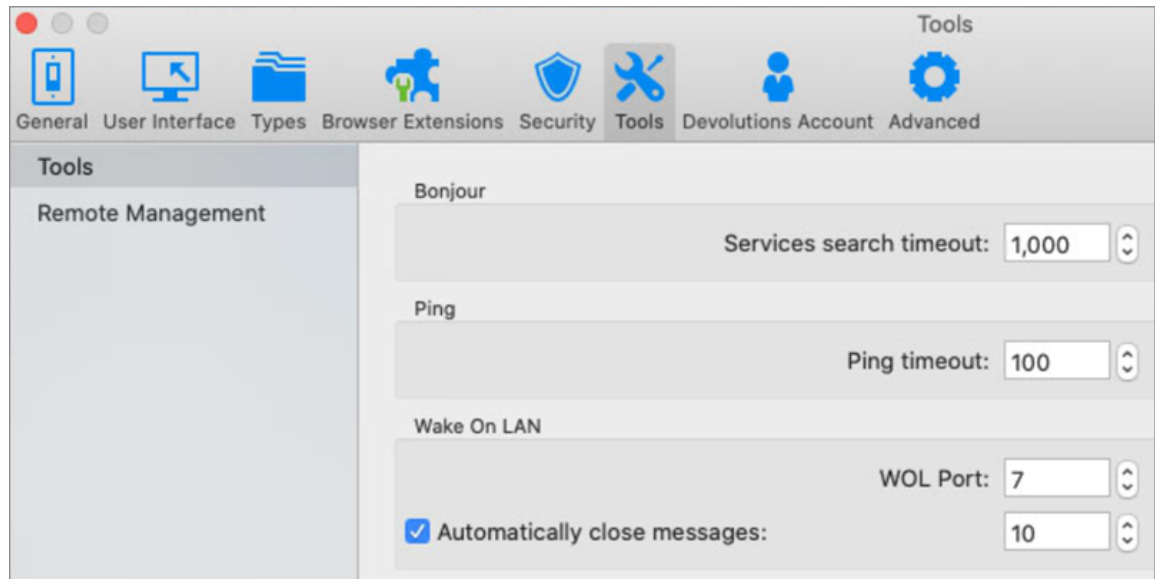 Tools
General User Interface Types Browser Extensions Security Tools Devolutions Account Advanced
Tools
Remote Management
Bonjour
Services search timeout: 1,000
Ping
Ping timeout: 100
Wake On LAN
WOL Port: 7
Automatically close messages: 10